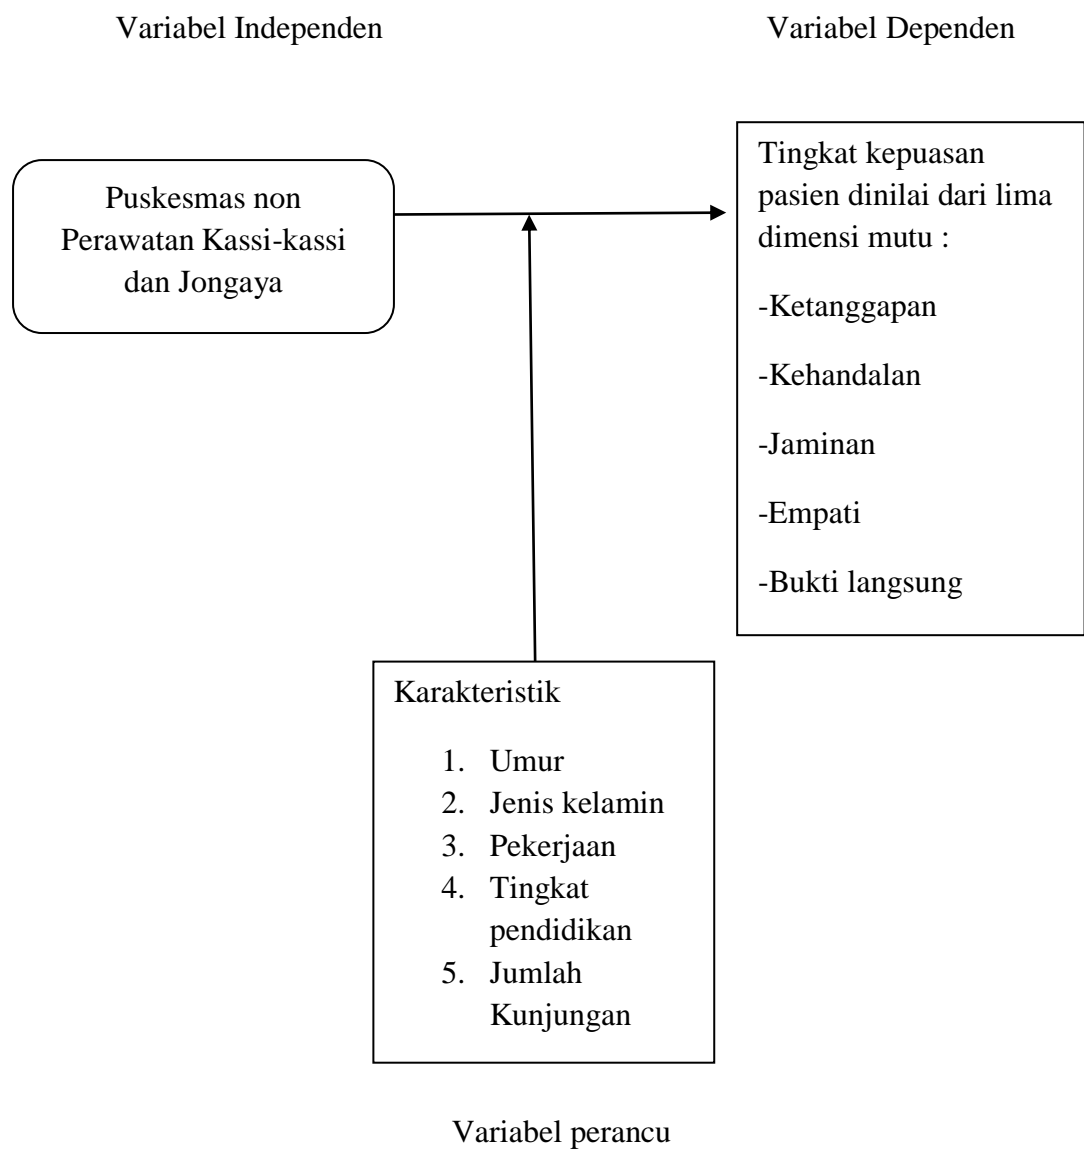 Variabel Independen
Variabel Dependen
Puskesmas non
Perawatan Kassi-kassi
dan Jongaya
Tingkat kepuasan
pasien dinilai dari lima
dimensi mutu :
-Ketanggapan
-Kehandalan
-Jaminan
-Empati
-Bukti langsung
Karakteristik
1. Umur
2. Jenis kelamin
3. Pekerjaan
4. Tingkat
pendidikan
5. Jumlah
Kunjungan
Variabel perancu